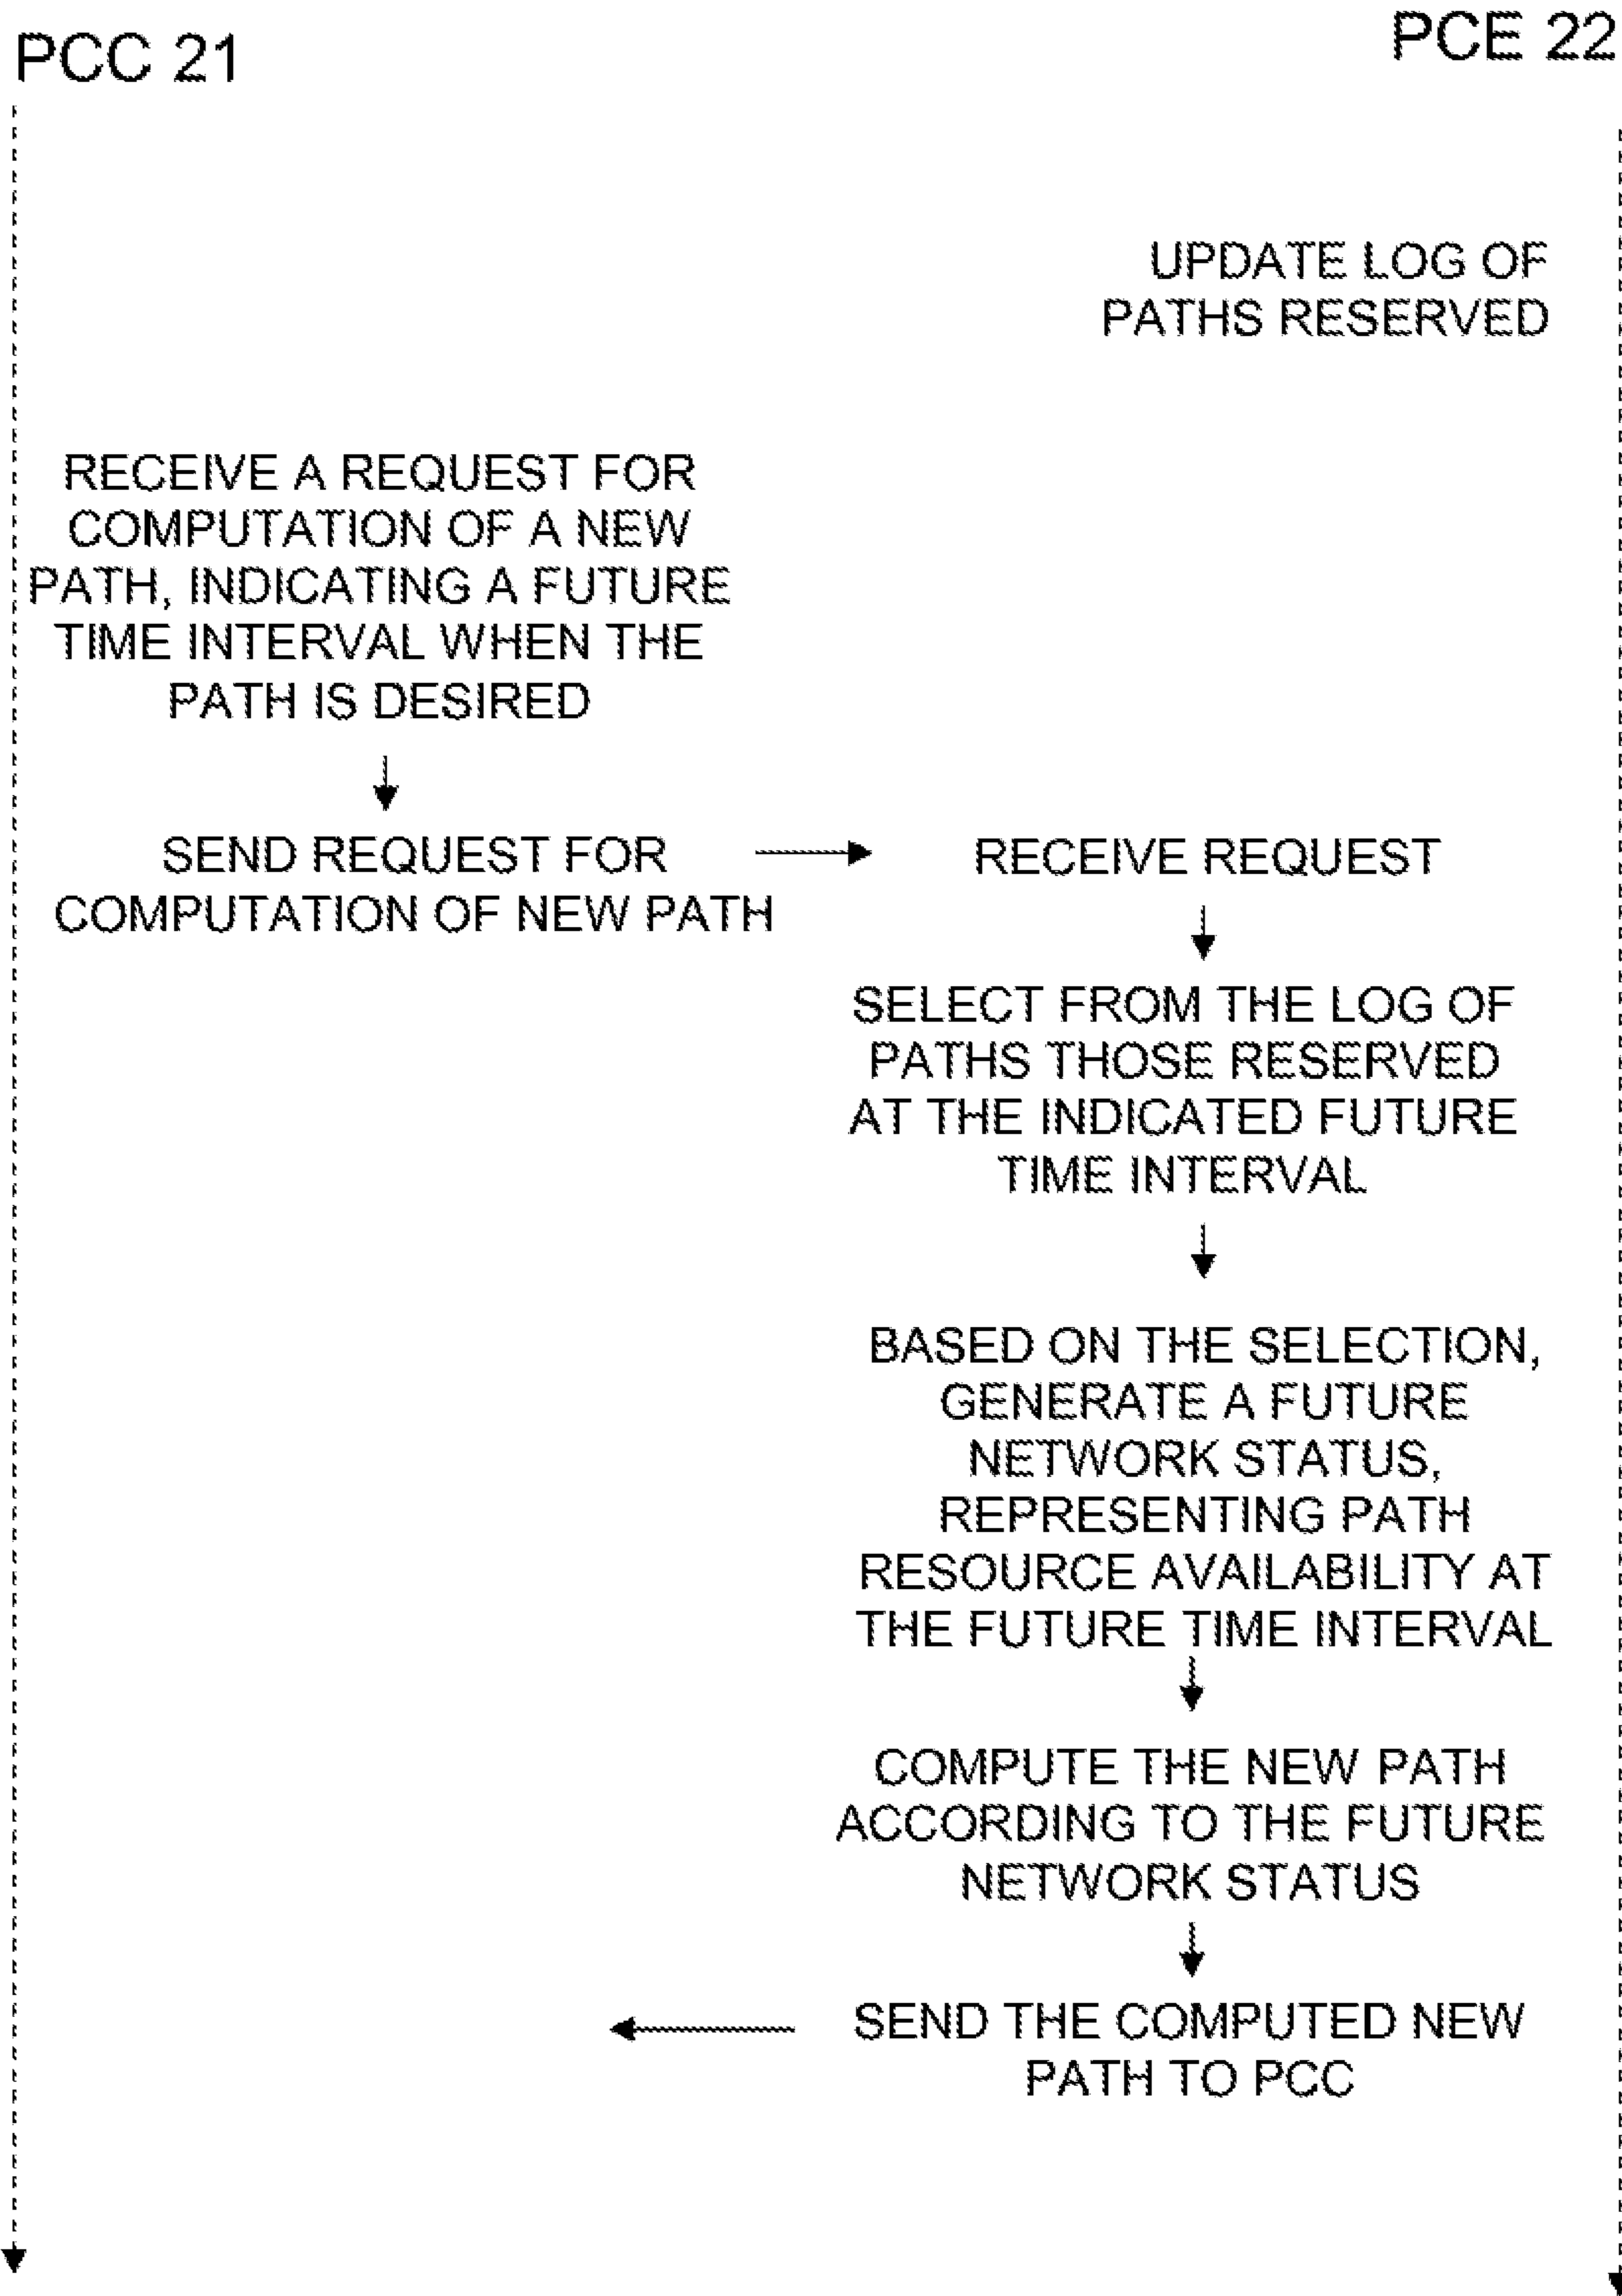 PCC 21
PCE 22
UPDATE LOG OF
PATHS RESERVED
RECEIVE A REQUEST FOR
COMPUTATION OF A NEW
PATH, INDICATING A FUTURE
TIME INTERVAL WHEN THE
PATH IS DESIRED
SEND REQUEST FOR
COMPUTATION OF NEW PATH
RECEIVE REQUEST
SELECT FROM THE LOG OF
PATHS THOSE RESERVED
AT THE INDICATED FUTURE
TIME INTERVAL
BASED ON THE SELECTION,
GENERATE A FUTURE
NETWORK STATUS,
REPRESENTING PATH
RESOURCE AVAILABILITY AT
THE FUTURE TIME INTERVAL
COMPUTE THE NEW PATH
ACCORDING TO THE FUTURE
NETWORK STATUS
SEND THE COMPUTED NEW
PATH TO PCC